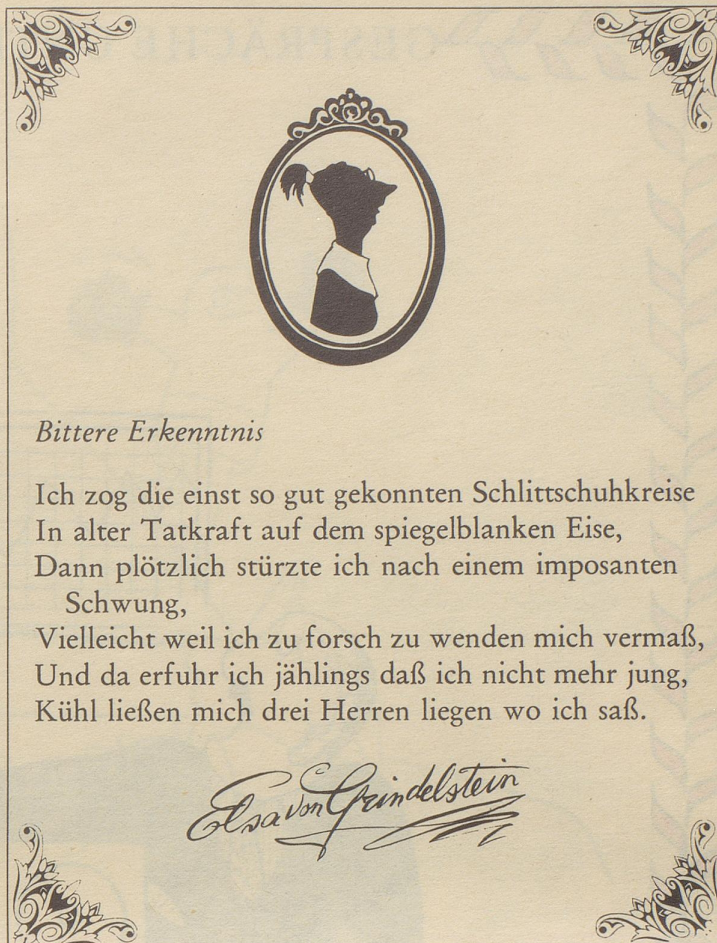 Bittere Erkenntnis
Ich zog die einst so gut gekonnten Schlittschuhkreise
In alter Tatkraft auf dem spiegelblanken Eise,
Dann plötzlich stürzte ich nach einem imposanten
Schwung,
Vielleicht weil ich zu forsch zu wenden mich vermaß,
Und da erfuhr ich jählings daß ich nicht mehr jung,
Kühl ließen mich drei Herren liegen wo ich saß.
Elsa von Grindelstein